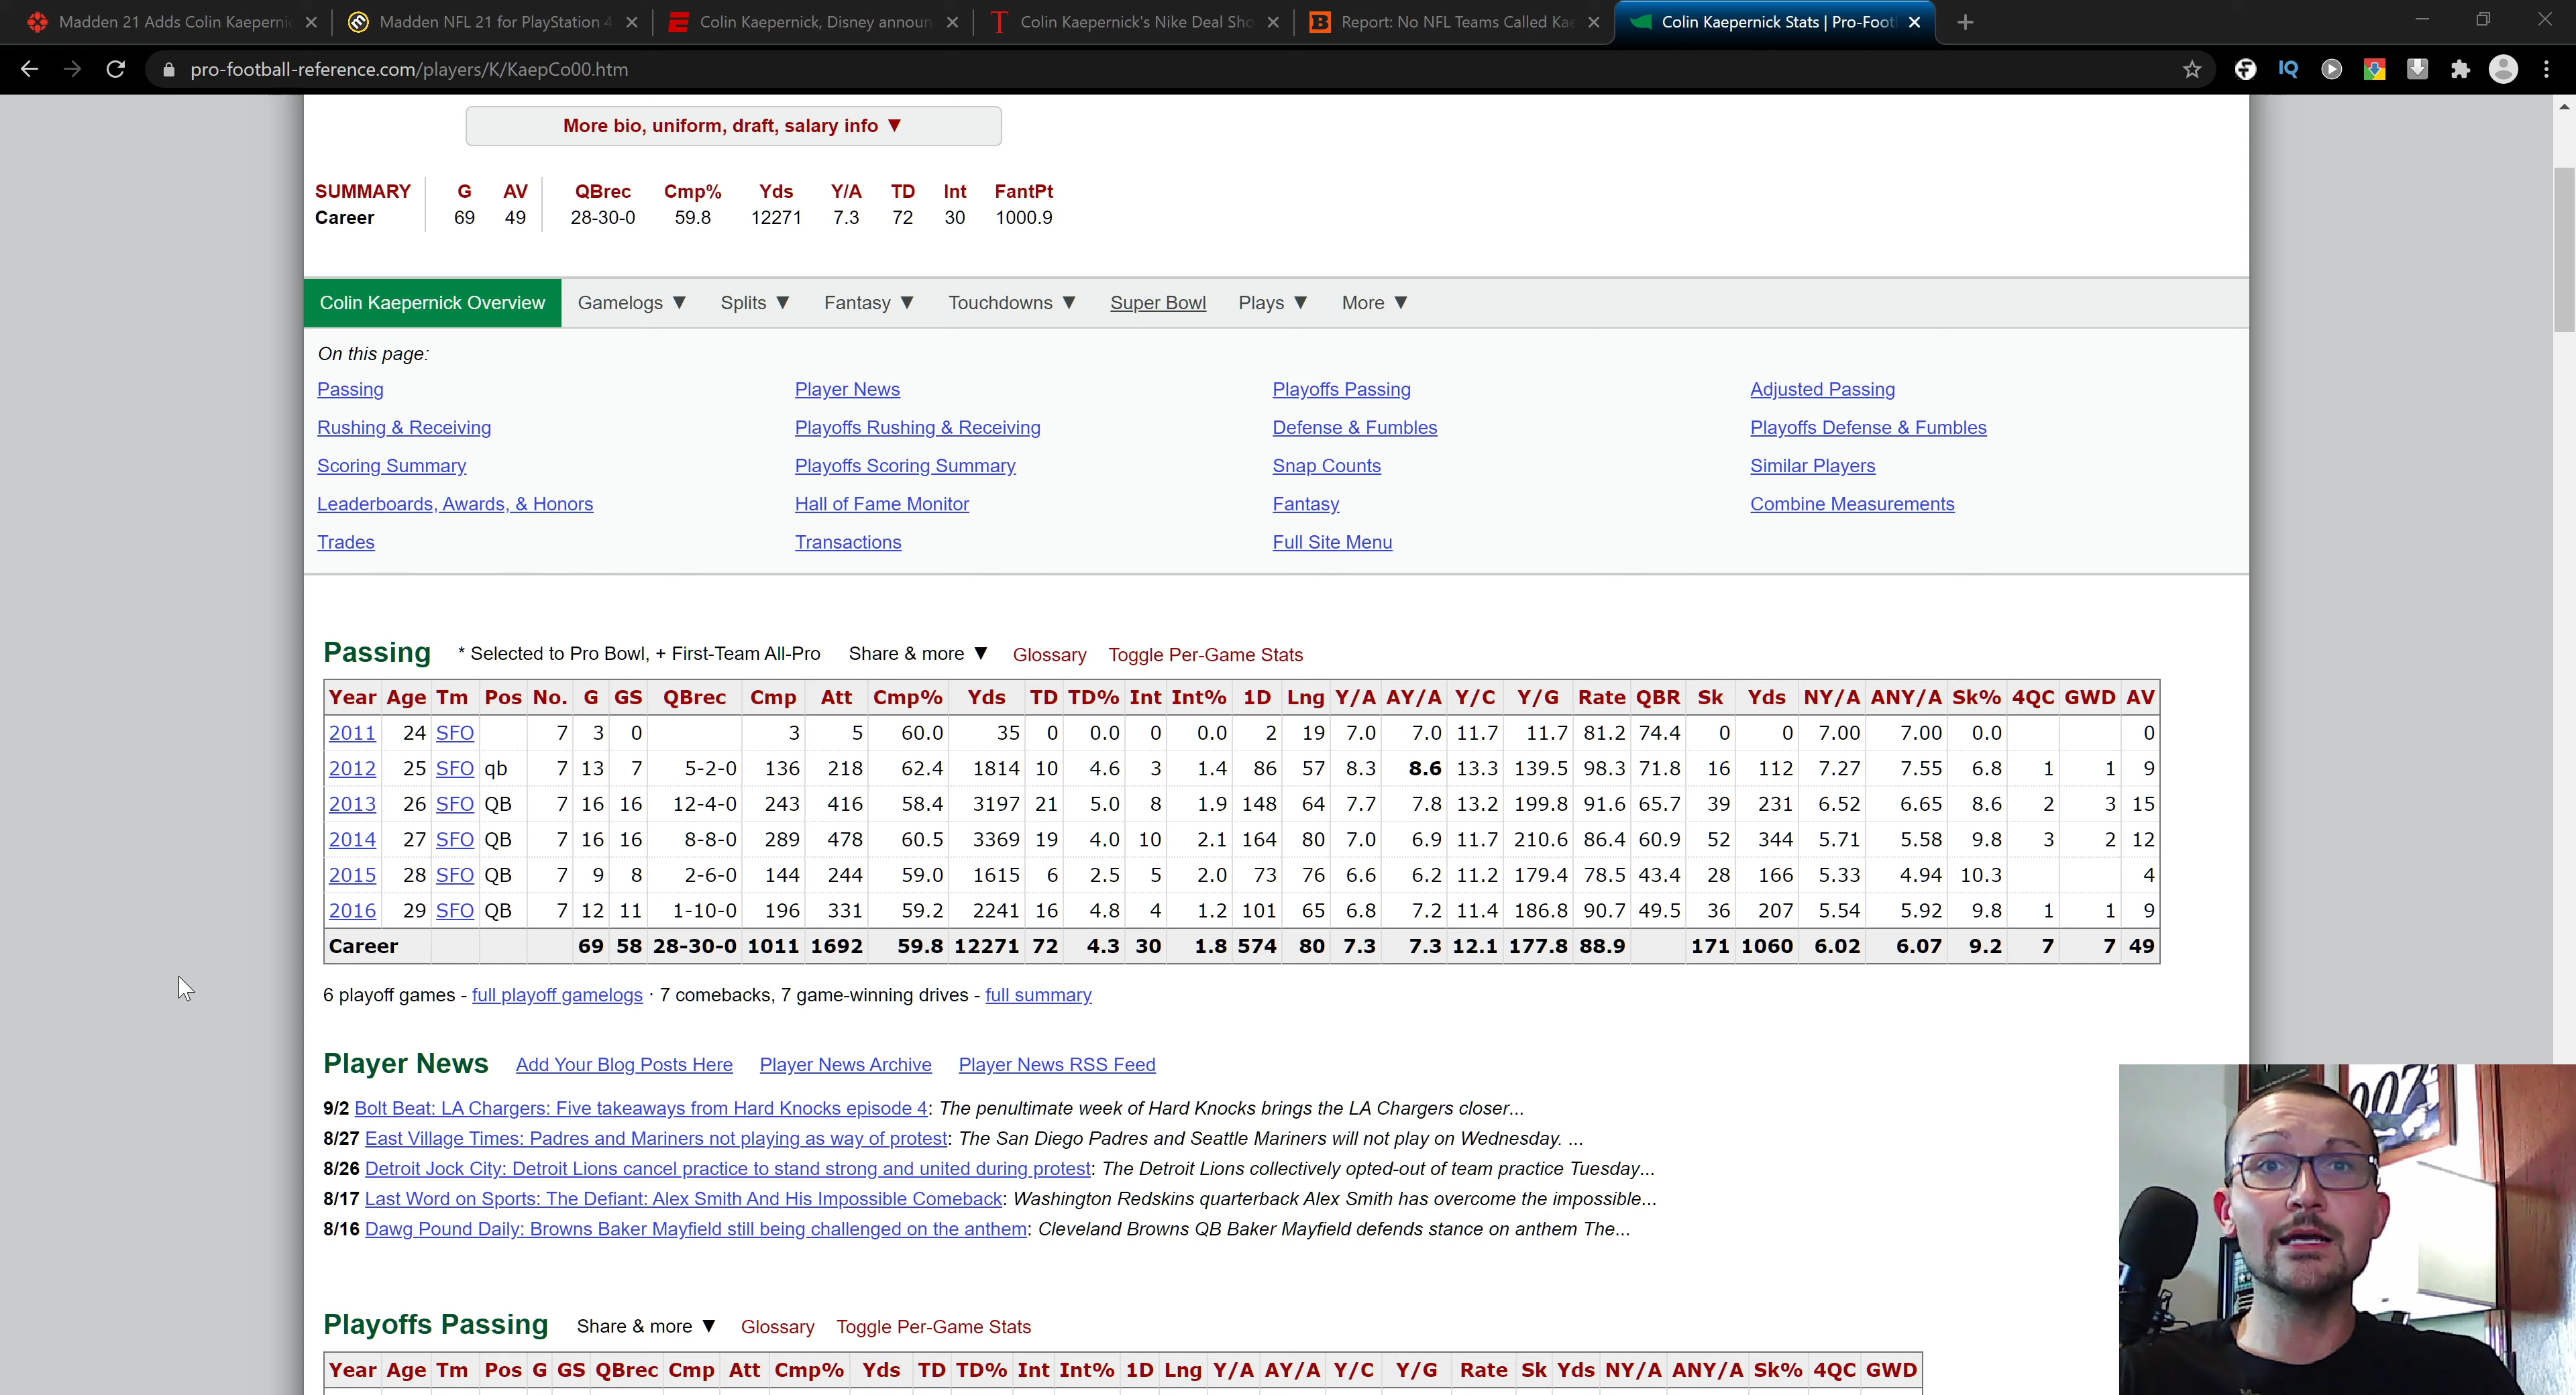 Madden 21 Adds Colin Kaepernic
Madden NFL 21 for PlayStation 4
Colin Kaepernick, Disney announ
Colin Kaepernick's Nike Deal Sho
Report: No NFL Teams Called Kae
Colin Kaepernick Stats | Pro-Foot
pro-football-reference.com/players/K/KaepCo00.htm
IQ
More bio, uniform, draft, salary info ▼
SUMMARY G AV QBrec Cmp% Yds Y/A TD Int FantPt
Career 69 49 28-30-0 59.8 12271 7.3 72 30 1000.9
Colin Kaepernick Overview Gamelogs ▼ Splits ▼ Fantasy ▼ Touchdowns ▼ Super Bowl Plays ▼ More ▼
On this page:
Passing Player News Playoffs Passing Adjusted Passing
Rushing & Receiving Playoffs Rushing & Receiving Defense & Fumbles Playoffs Defense & Fumbles
Scoring Summary Playoffs Scoring Summary Snap Counts Similar Players
Leaderboards, Awards, & Honors Hall of Fame Monitor Fantasy Combine Measurements
Trades Transactions Full Site Menu
Passing * Selected to Pro Bowl, + First-Team All-Pro Share & more ▼ Glossary Toggle Per-Game Stats
Year Age Tm Pos No. G GS QBrec Cmp Att Cmp% Yds TD TD% Int Int% 1D Lng Y/A AY/A Y/C Y/G Rate QBR Sk Yds NY/A ANY/A Sk% 4QC GWD AV
2011 24 SFO 7 3 0 3 5 60.0 35 0 0.0 0 0.0 2 19 7.0 7.0 11.7 11.7 81.2 74.4 0 0 7.00 7.00 0.0 0
2012 25 SFO qb 7 13 7 5-2-0 136 218 62.4 1814 10 4.6 3 1.4 86 57 8.3 8.6 13.3 139.5 98.3 71.8 16 112 7.27 7.55 6.8 1 1 9
2013 26 SFO QB 7 16 16 12-4-0 243 416 58.4 3197 21 5.0 8 1.9 148 64 7.7 7.8 13.2 199.8 91.6 65.7 39 231 6.52 6.65 8.6 2 3 15
2014 27 SFO QB 7 16 16 8-8-0 289 478 60.5 3369 19 4.0 10 2.1 164 80 7.0 6.9 11.7 210.6 86.4 60.9 52 344 5.71 5.58 9.8 3 2 12
2015 28 SFO QB 7 9 8 2-6-0 144 244 59.0 1615 6 2.5 5 2.0 73 76 6.6 6.2 11.2 179.4 78.5 43.4 28 166 5.33 4.94 10.3 4
2016 29 SFO QB 7 12 11 1-10-0 196 331 59.2 2241 16 4.8 4 1.2 101 65 6.8 7.2 11.4 186.8 90.7 49.5 36 207 5.54 5.92 9.8 1 1 9
Career 69 58 28-30-0 1011 1692 59.8 12271 72 4.3 30 1.8 574 80 7.3 7.3 12.1 177.8 88.9 171 1060 6.02 6.07 9.2 7 7 49
6 playoff games - full playoff gamelogs · 7 comebacks, 7 game-winning drives - full summary
Player News Add Your Blog Posts Here Player News Archive Player News RSS Feed
9/2 Bolt Beat: LA Chargers: Five takeaways from Hard Knocks episode 4: The penultimate week of Hard Knocks brings the LA Chargers closer...
8/27 East Village Times: Padres and Mariners not playing as way of protest: The San Diego Padres and Seattle Mariners will not play on Wednesday. ...
8/26 Detroit Jock City: Detroit Lions cancel practice to stand strong and united during protest: The Detroit Lions collectively opted-out of team practice Tuesday...
8/17 Last Word on Sports: The Defiant: Alex Smith And His Impossible Comeback: Washington Redskins quarterback Alex Smith has overcome the impossible...
8/16 Dawg Pound Daily: Browns Baker Mayfield still being challenged on the anthem: Cleveland Browns QB Baker Mayfield defends stance on anthem The...
007
Playoffs Passing Share & more ▼ Glossary Toggle Per-Game Stats
Year Age Tm Pos G GS QBrec Cmp Att Cmp% Yds TD TD% Int Int% 1D Lng Y/A AY/A Y/C Y/G Rate Sk Yds NY/A ANY/A Sk% 4QC GWD